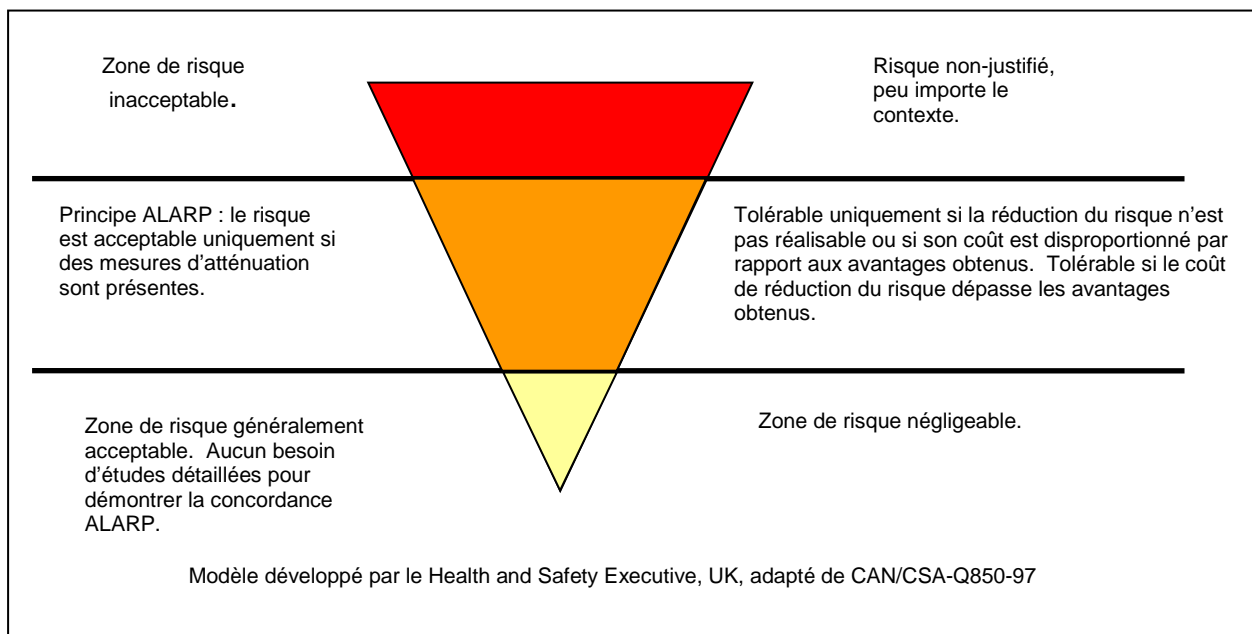 Zone de risque
inacceptable.
Risque non-justifié,
peu importe le
contexte.
Principe ALARP : le risque
est acceptable uniquement si
des mesures d'atténuation
sont présentes.
Tolérable uniquement si la réduction du risque n'est
pas réalisable ou si son coût est disproportionné par
rapport aux avantages obtenus.  Tolérable si le coût
de réduction du risque dépasse les avantages
obtenus.
Zone de risque généralement
acceptable.  Aucun besoin
d'études détaillées pour
démontrer la concordance
ALARP.
Zone de risque négligeable.
Modèle développé par le Health and Safety Executive, UK, adapté de CAN/CSA-Q850-97